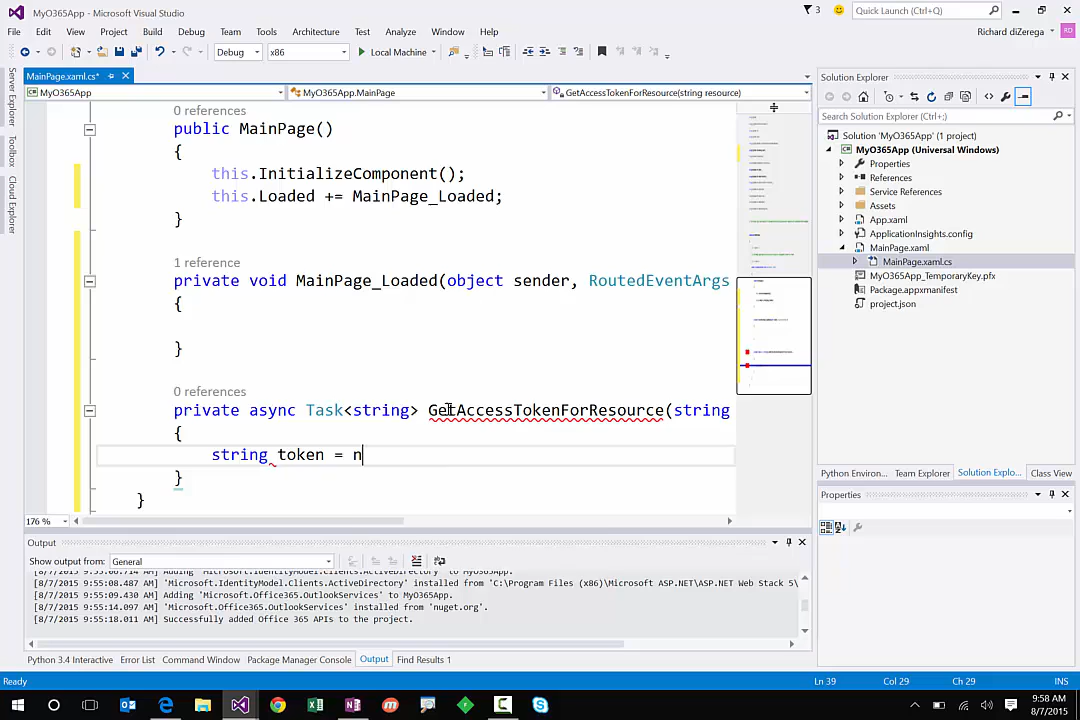 MyO365App - Microsoft Visual Studio
3
Quick Launch (Ctrl+Q)
File Edit View Project Build Debug Team Tools Architecture Test Analyze Window Help
Richard diZerega
RD
Debug x86 Local Machine
MainPage.xaml.cs*
MyO365App MyO365App.MainPage GetAccessTokenForResource(string resource)
Server Explorer
Toolbox
Cloud Explorer
0 references
public MainPage()
{
this.InitializeComponent();
this.Loaded += MainPage_Loaded;
}
1 reference
private void MainPage_Loaded(object sender, RoutedEventArgs
{
}
0 references
private async Task<string> GetAccessTokenForResource(string
{
string token = n
}
}
176 %
Solution Explorer
Search Solution Explorer (Ctrl+;)
Solution 'MyO365App' (1 project)
MyO365App (Universal Windows)
Properties
References
Service References
Assets
App.xaml
ApplicationInsights.config
MainPage.xaml
MainPage.xaml.cs
MyO365App_TemporaryKey.pfx
Package.appxmanifest
project.json
Python Environ... Team Explorer Solution Explo... Class View
Properties
Output
Show output from: General
[8/7/2015 9:55:08.487 AM] 'Microsoft.IdentityModel.Clients.ActiveDirectory' installed from 'C:\Program Files (x86)\Microsoft ASP.NET\ASP.NET Web Stack 5\
[8/7/2015 9:55:09.430 AM] Adding 'Microsoft.Office365.OutlookServices' to MyO365App.
[8/7/2015 9:55:14.097 AM] 'Microsoft.Office365.OutlookServices' installed from 'nuget.org'.
[8/7/2015 9:55:18.011 AM] Successfully added Office 365 APIs to the project.
Python 3.4 Interactive Error List Command Window Package Manager Console Output Find Results 1
Ready Ln 39 Col 29 Ch 29 INS
9:58 AM
8/7/2015